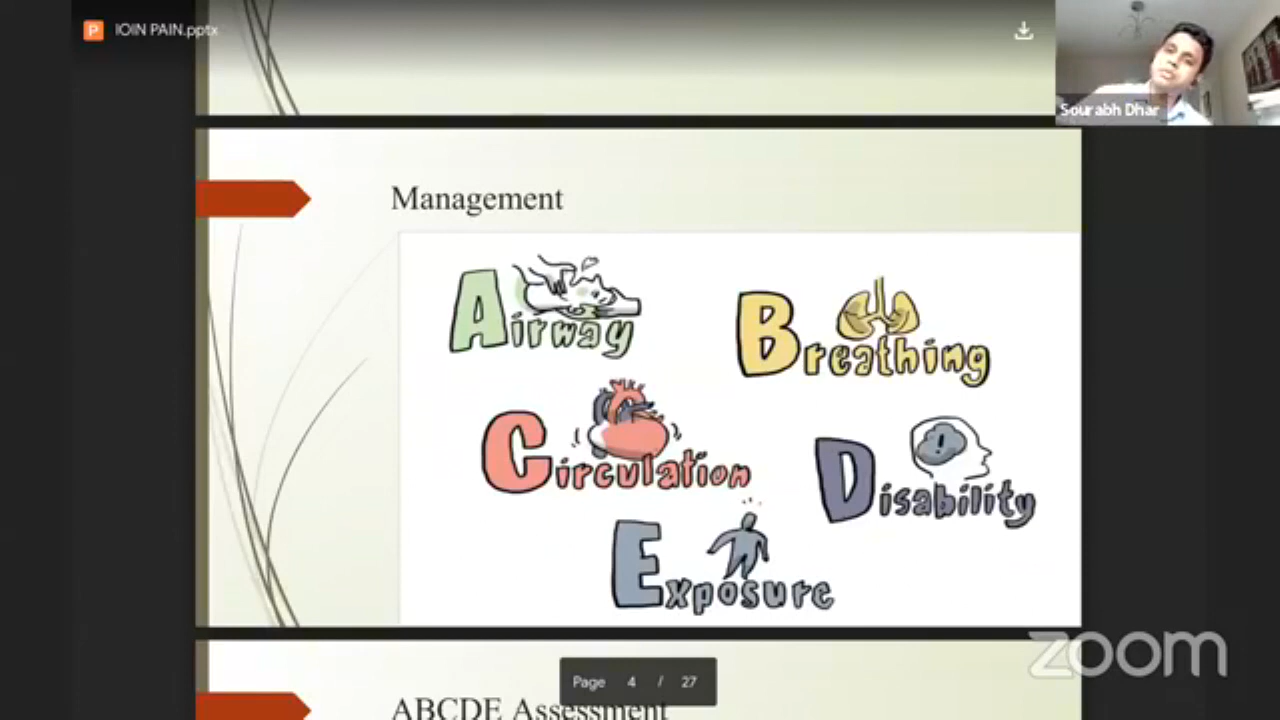 P IOIN PAIN.pptx
Sourabh Dhar
Management
Airway
Breathing
Circulation
Disability
Exposure
zoom
Page 4 / 27
ABCDE Assessment